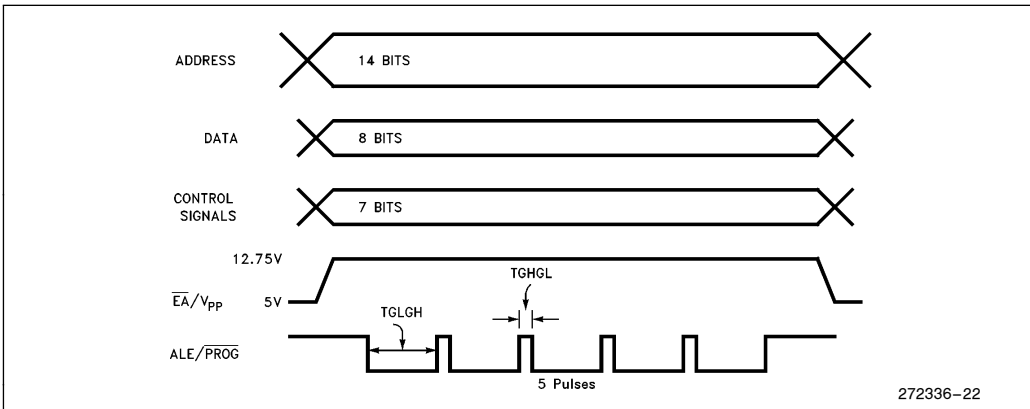 ADDRESS
14 BITS
DATA
8 BITS
CONTROL
SIGNALS
7 BITS
12.75V
EA/VPP
5V
TGHGL
TGLGH
ALE/PROG
5 Pulses
272336-22